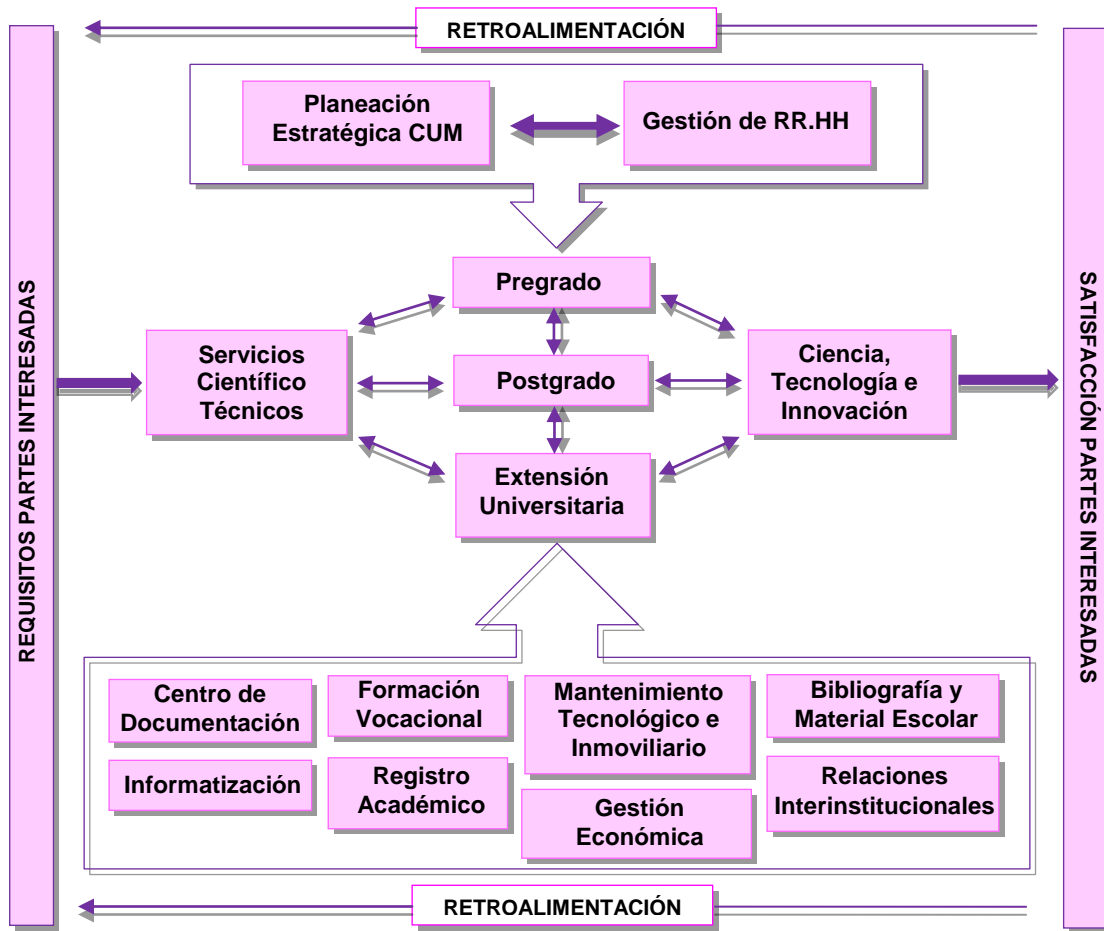 RETROALIMENTACIÓN
REQUISITOS PARTES INTERESADAS
Planeación
Estratégica CUM
Gestión de RR.HH
Pregrado
Servicios
Científico
Técnicos
Postgrado
Ciencia,
Tecnología e
Innovación
Extensión
Universitaria
SATISFACCIÓN PARTES INTERESADAS
Centro de
Documentación
Formación
Vocacional
Mantenimiento
Tecnológico e
Inmoviliario
Bibliografía y
Material Escolar
Informatización
Registro
Académico
Gestión
Económica
Relaciones
Interinstitucionales
RETROALIMENTACIÓN